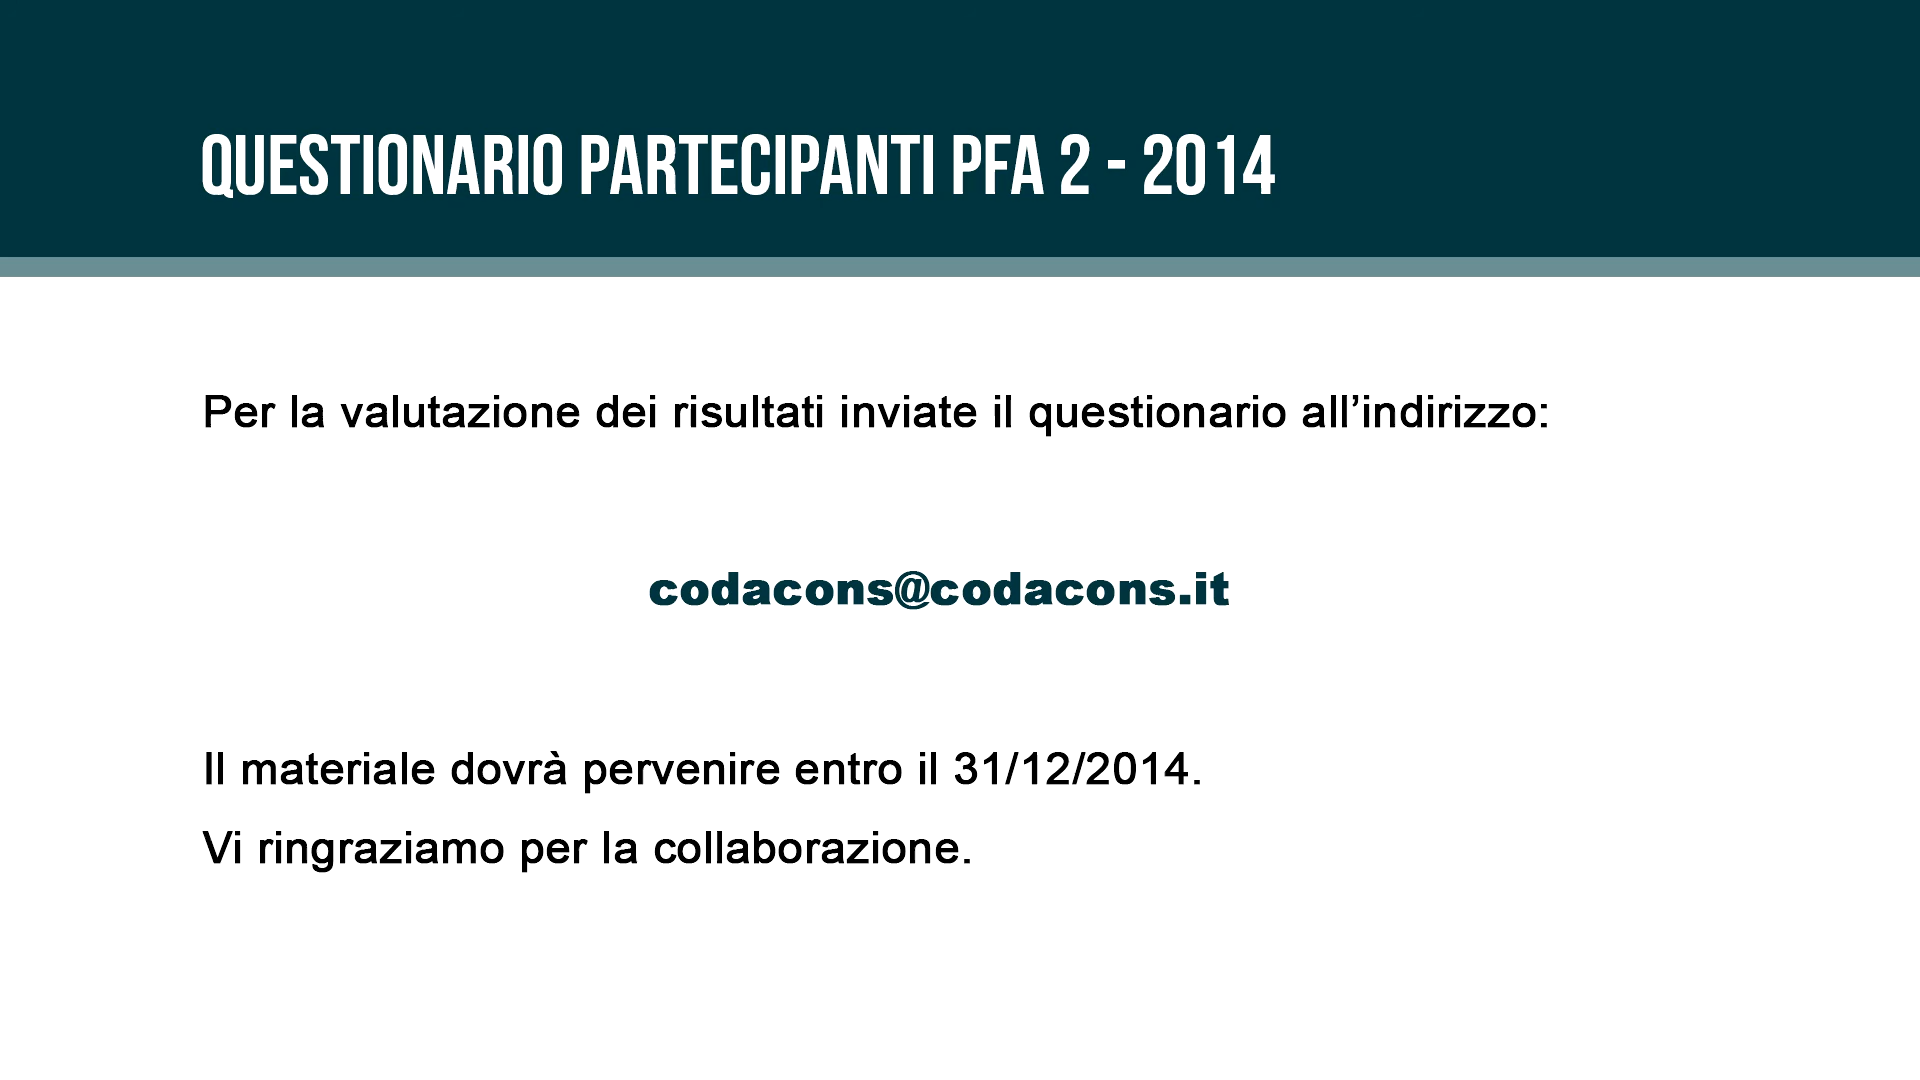 QUESTIONARIO PARTECIPANTI PFA 2 - 2014
Per la valutazione dei risultati inviate il questionario all’indirizzo:
codacons@codacons.it
Il materiale dovrà pervenire entro il 31/12/2014.
Vi ringraziamo per la collaborazione.